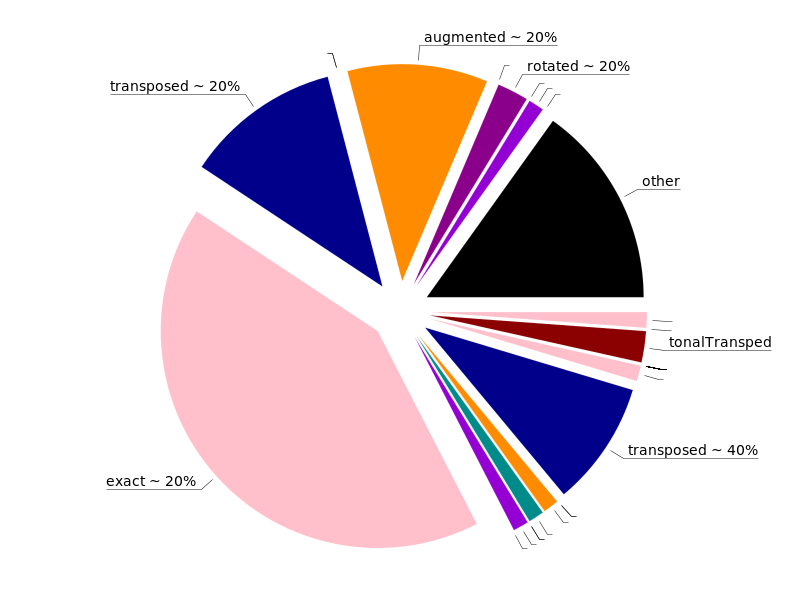 augmented ~ 20%
rotated ~ 20%
transposed ~ 20%
other
tonalTransped
transposed ~ 40%
exact ~ 20%